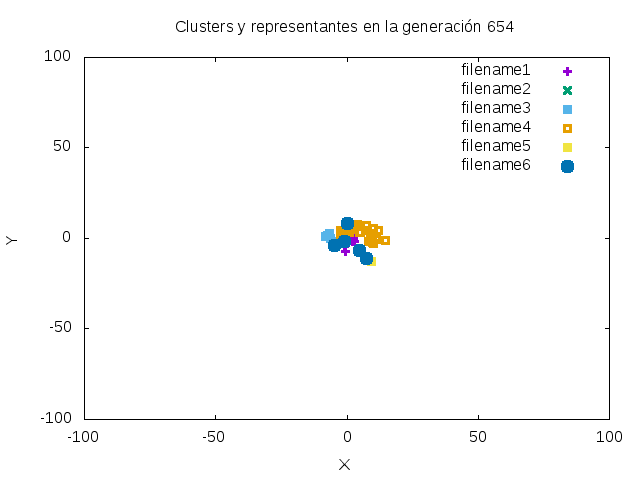 Clusters y representantes en la generación 654
100
50
0
-50
-100
-100
-50
0
50
100
Y
X
filename1
filename2
filename3
filename4
filename5
filename6